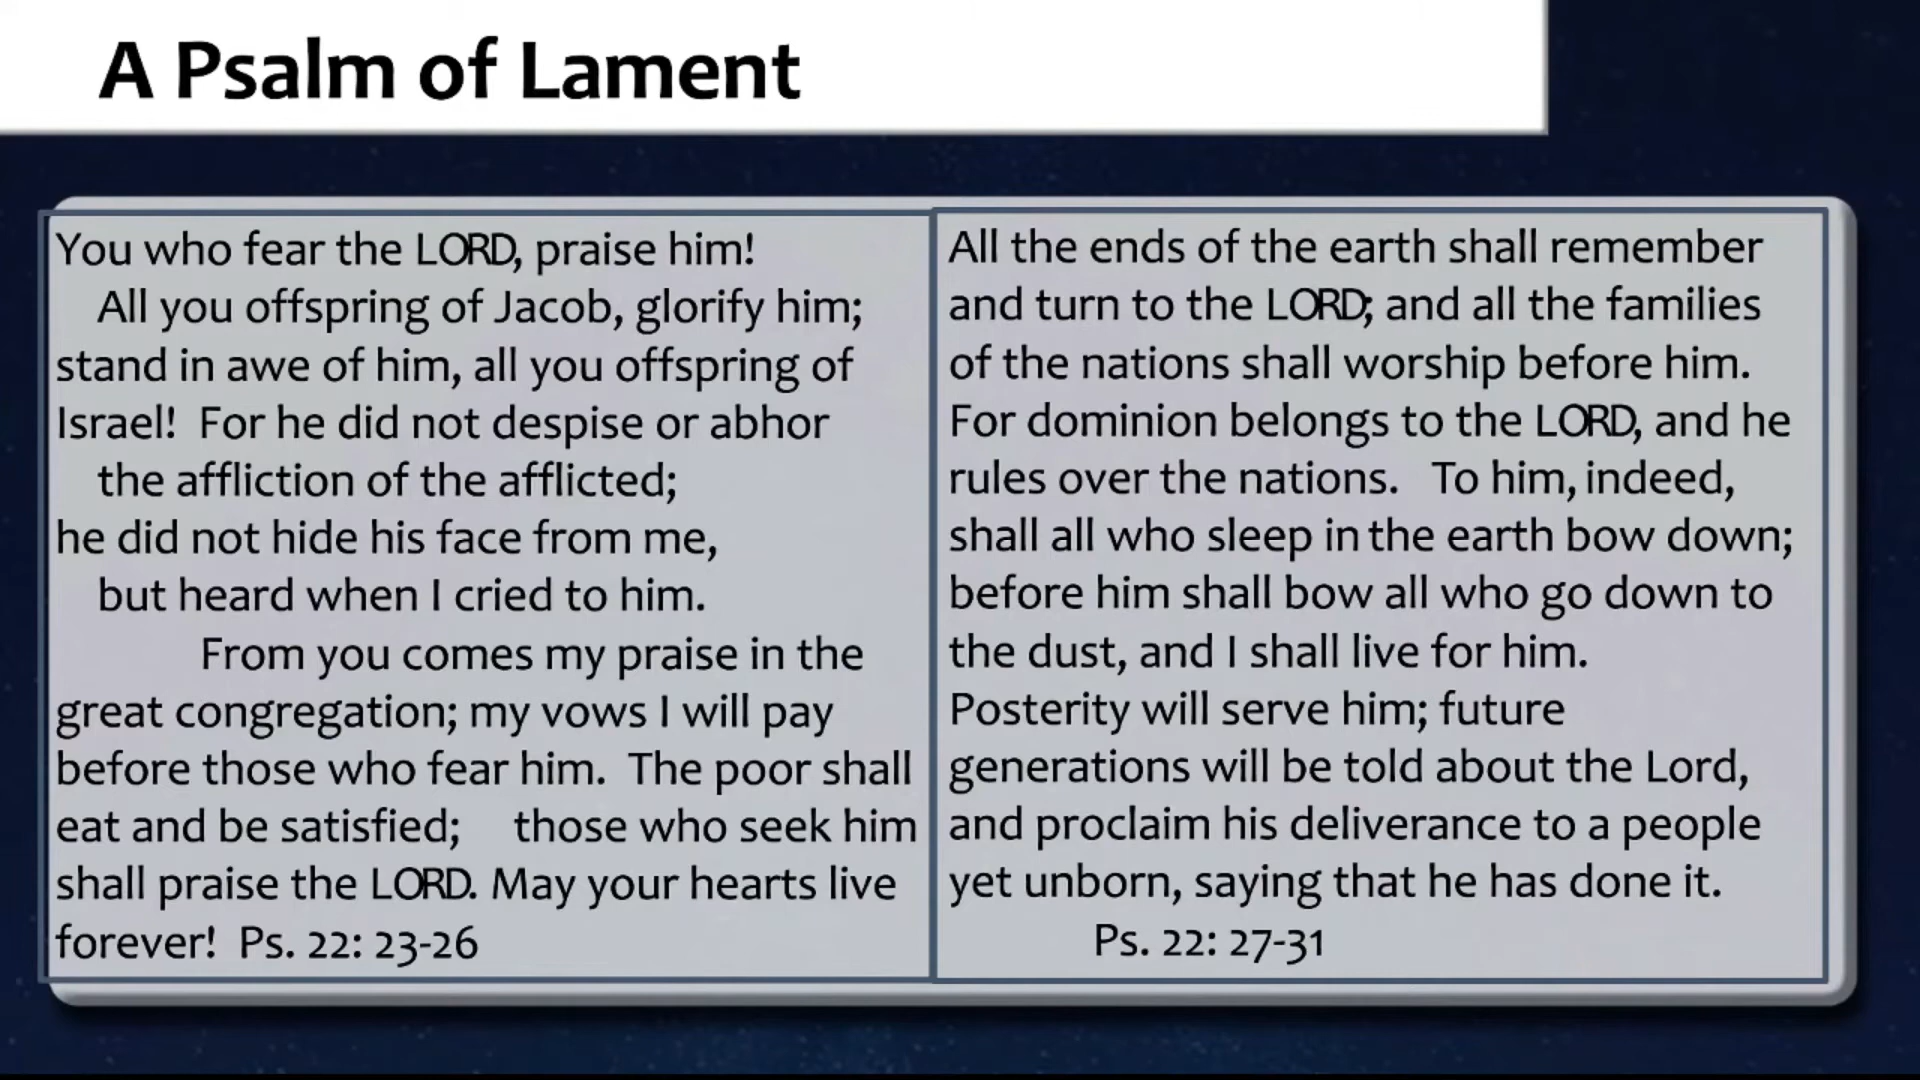 A Psalm of Lament
You who fear the LORD, praise him!
All you offspring of Jacob, glorify him;
stand in awe of him, all you offspring of
Israel! For he did not despise or abhor
the affliction of the afflicted;
he did not hide his face from me,
but heard when I cried to him.
From you comes my praise in the
great congregation; my vows I will pay
before those who fear him. The poor shall
eat and be satisfied; those who seek him
shall praise the LORD. May your hearts live
forever! Ps. 22: 23-26
All the ends of the earth shall remember
and turn to the LORD; and all the families
of the nations shall worship before him.
For dominion belongs to the LORD, and he
rules over the nations. To him, indeed,
shall all who sleep in the earth bow down;
before him shall bow all who go down to
the dust, and I shall live for him.
Posterity will serve him; future
generations will be told about the Lord,
and proclaim his deliverance to a people
yet unborn, saying that he has done it.
Ps. 22: 27-31